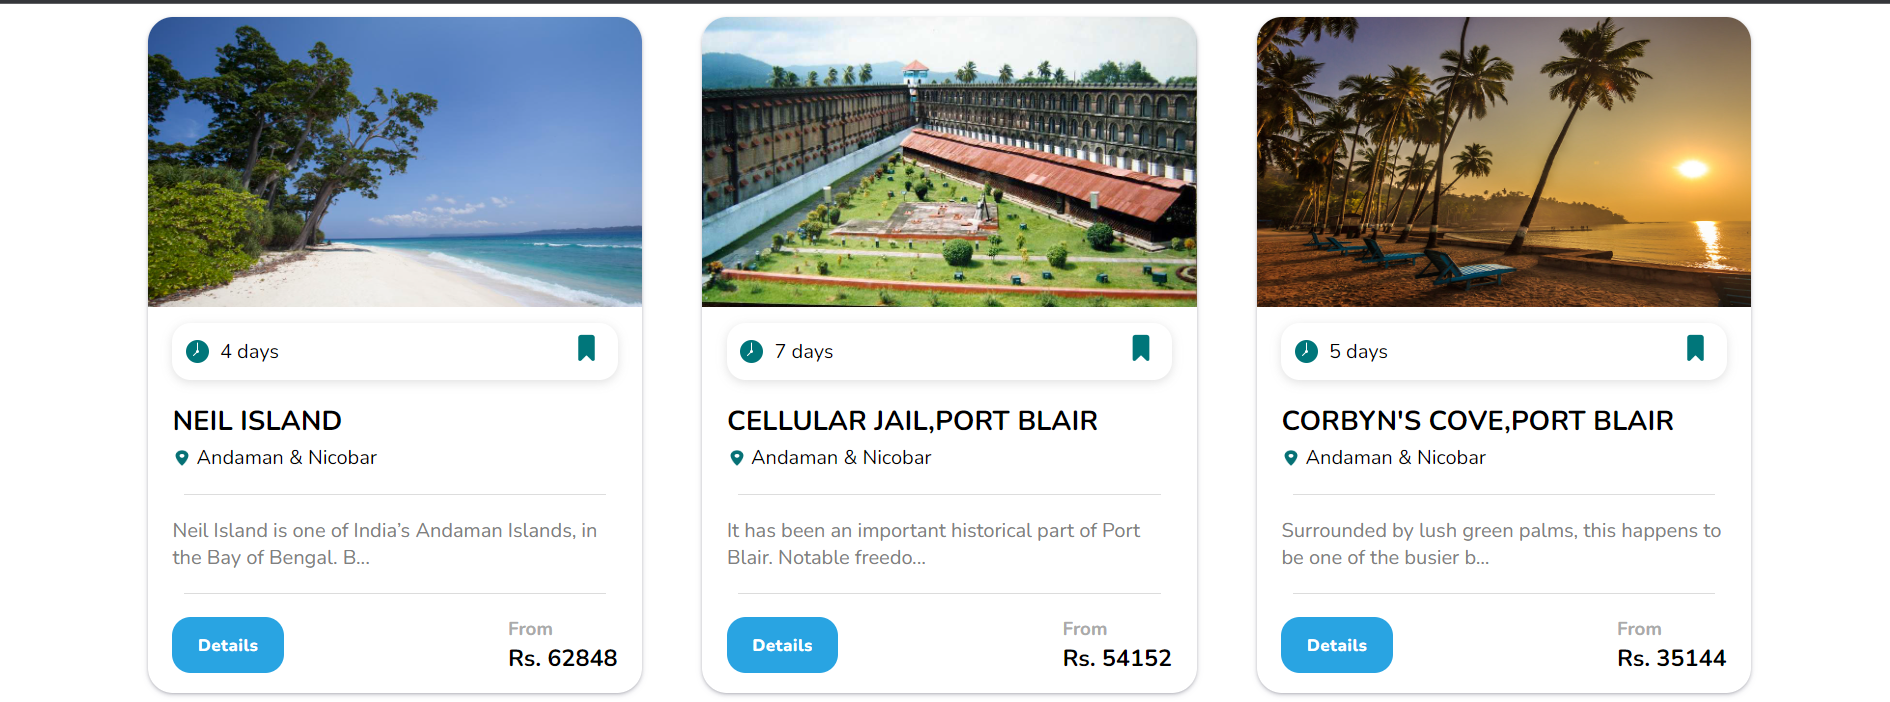 4 days
NEIL ISLAND
Andaman & Nicobar
Neil Island is one of India’s Andaman Islands, in
the Bay of Bengal. B...
Details
From
Rs. 62848
7 days
CELLULAR JAIL,PORT BLAIR
Andaman & Nicobar
It has been an important historical part of Port
Blair. Notable freedo...
Details
From
Rs. 54152
5 days
CORBYN'S COVE,PORT BLAIR
Andaman & Nicobar
Surrounded by lush green palms, this happens to
be one of the busier b...
Details
From
Rs. 35144